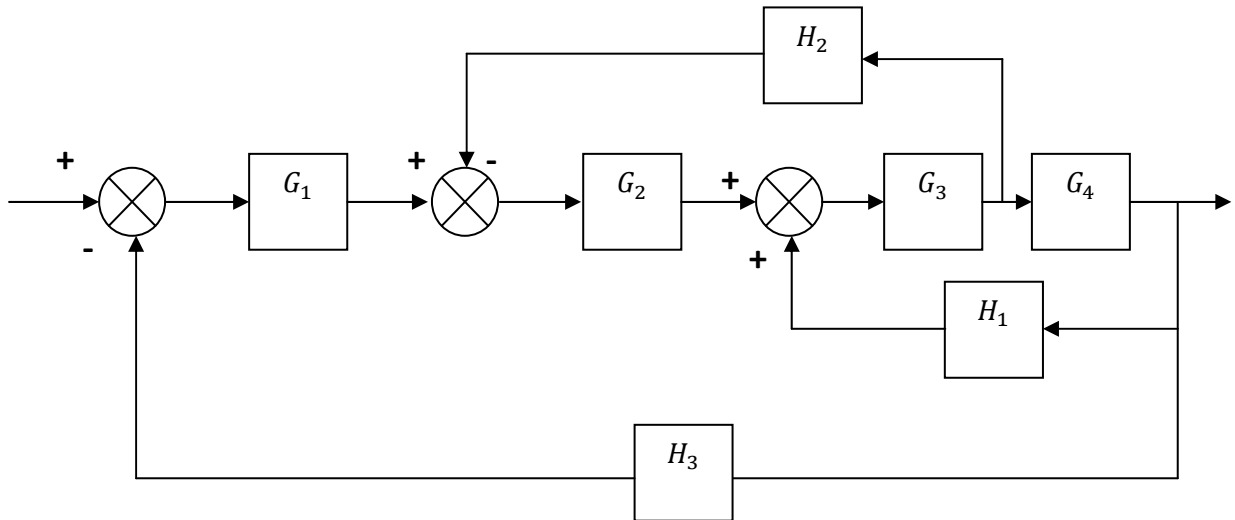 H₂
+
+
-
G₁
G₂
+
G₃
G₄
-
+
H₁
H₃